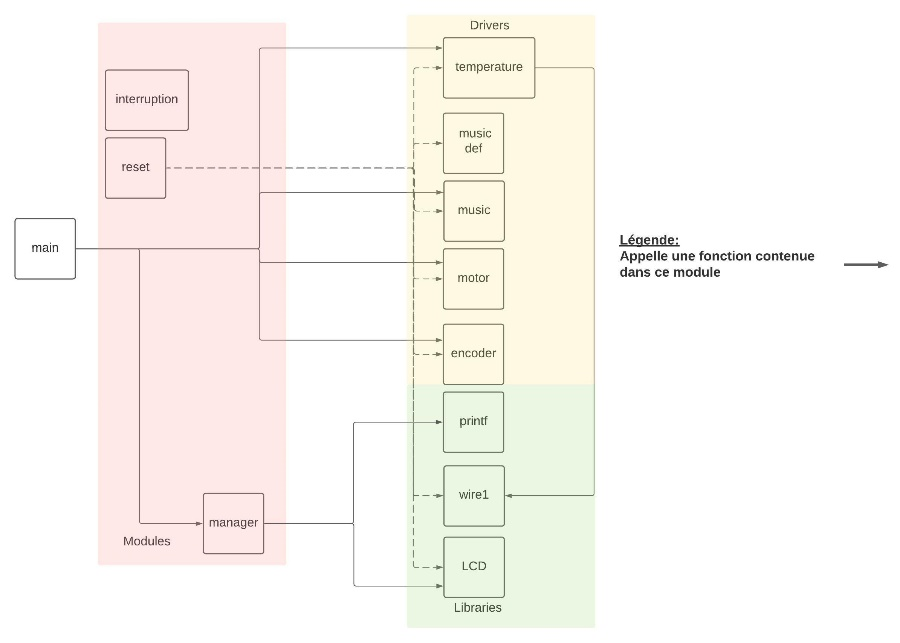 Drivers
temperature
interruption
music
def
reset
music
main
Légende:
Appelle une fonction contenue
dans ce module
motor
encoder
printf
wire1
manager
Modules
LCD
Libraries